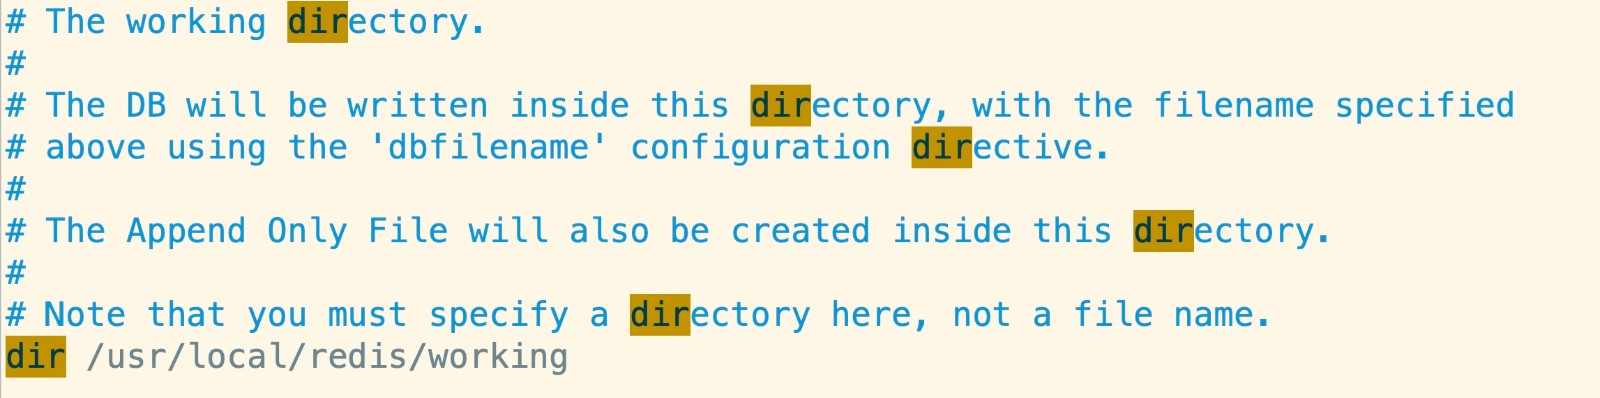 # The working directory.
#
# The DB will be written inside this directory, with the filename specified
# above using the 'dbfilename' configuration directive.
#
# The Append Only File will also be created inside this directory.
#
# Note that you must specify a directory here, not a file name.
dir /usr/local/redis/working